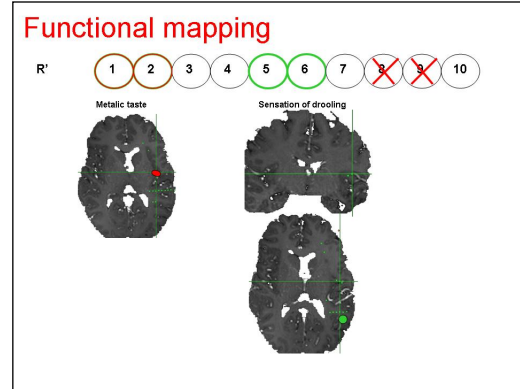 Functional mapping
R' 1 2 3 4 5 6 7 8 9 10
Metalic taste Sensation of drooling